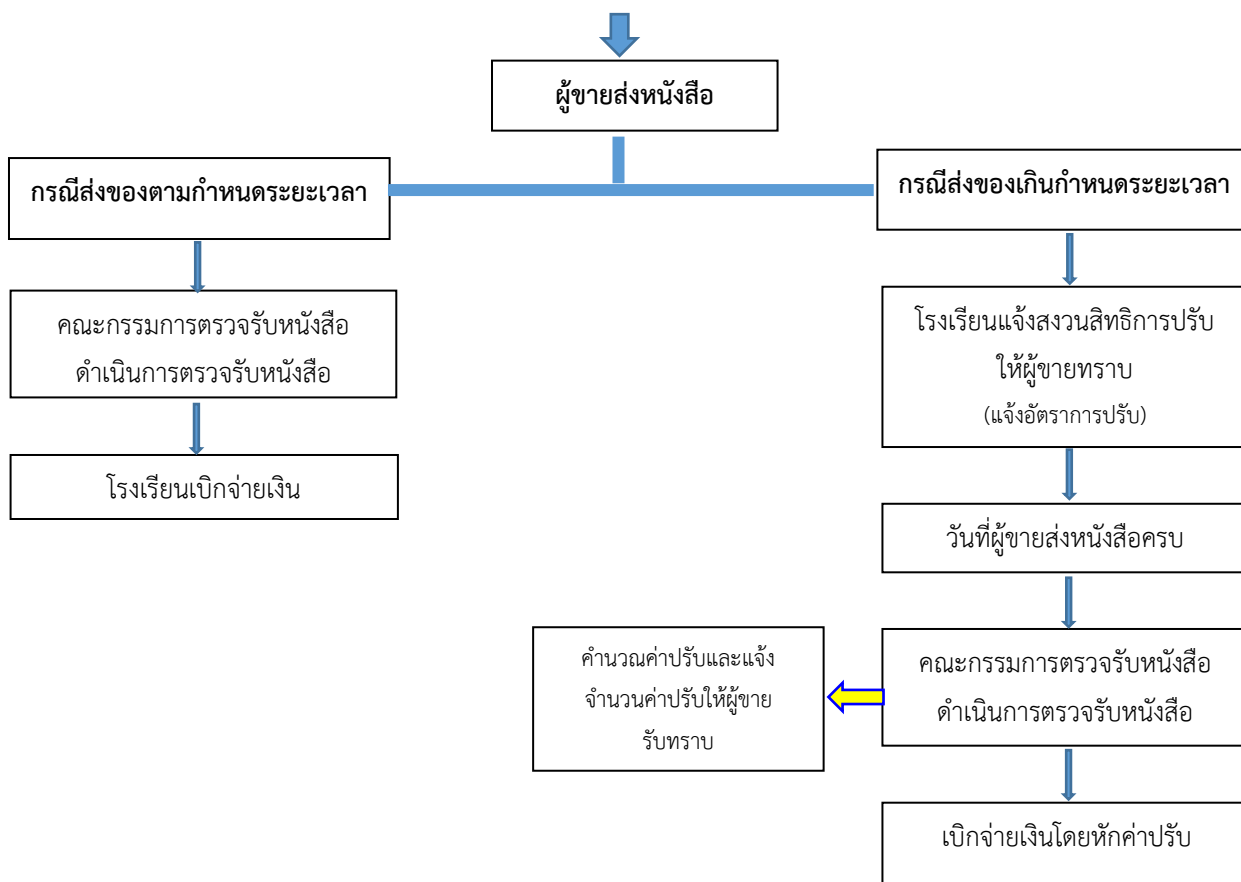 ผู้ขายส่งหนังสือ
กรณีส่งของตามกำหนดระยะเวลา
คณะกรรมการตรวจรับหนังสือ
ดำเนินการตรวจรับหนังสือ
โรงเรียนเบิกจ่ายเงิน
กรณีส่งของเกินกำหนดระยะเวลา
โรงเรียนแจ้งสงวนสิทธิการปรับ
ให้ผู้ขายทราบ
(แจ้งอัตราการปรับ)
วันที่ผู้ขายส่งหนังสือครบ
คณะกรรมการตรวจรับหนังสือ
ดำเนินการตรวจรับหนังสือ
คำนวณค่าปรับและแจ้ง
จำนวนค่าปรับให้ผู้ขาย
รับทราบ
เบิกจ่ายเงินโดยหักค่าปรับ